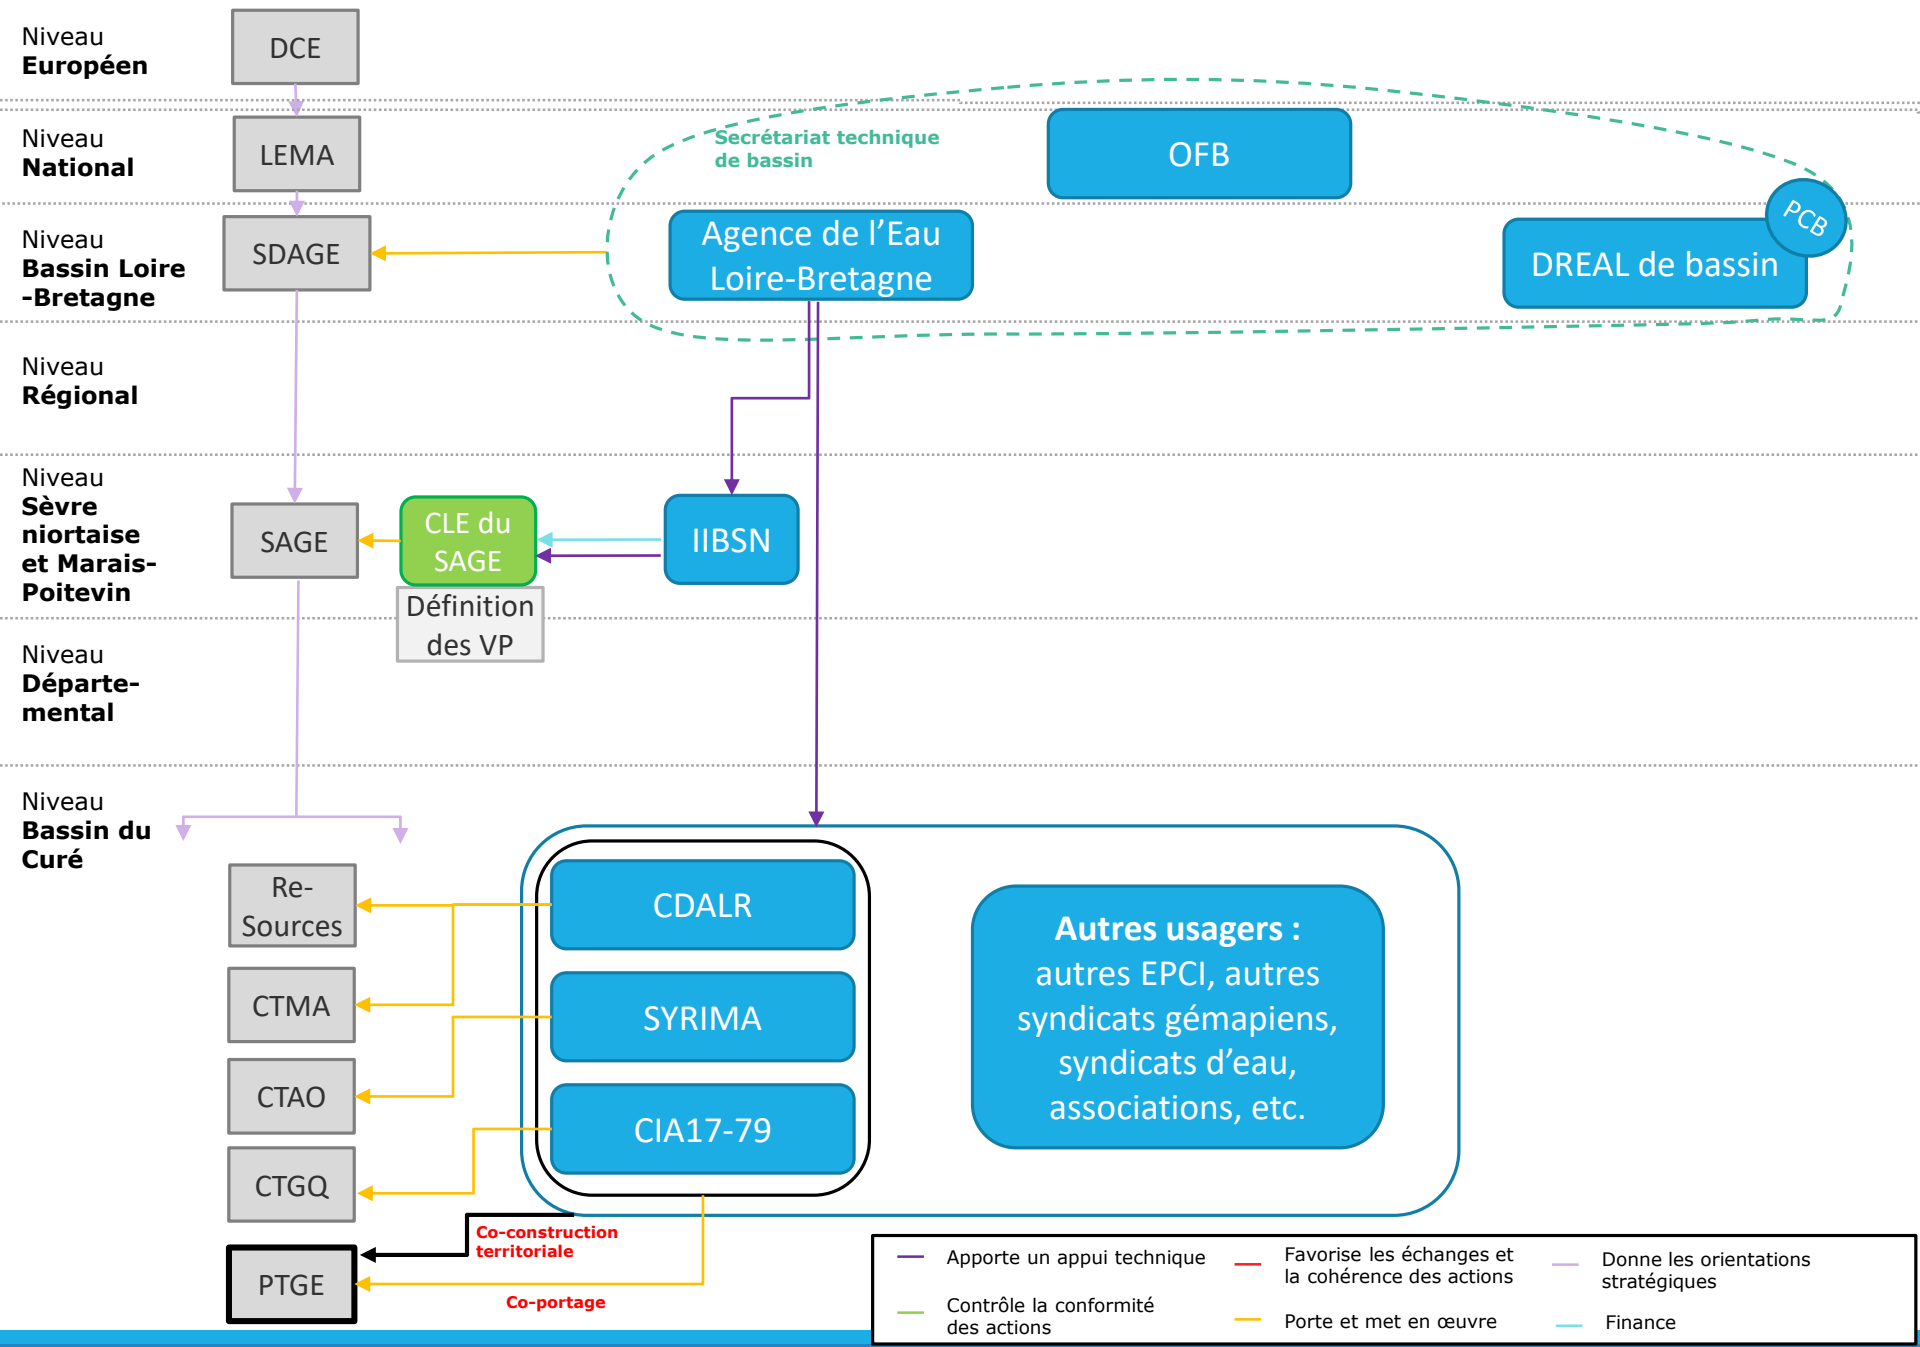 Niveau
Européen
DCE
Niveau
National
LEMA
Secrétariat technique
de bassin
OFB
PCB
Niveau
Bassin Loire
-Bretagne
SDAGE
Agence de l'Eau
Loire-Bretagne
DREAL de bassin
Niveau
Régional
Niveau
Sèvre
niortaise
et Marais-
Poitevin
SAGE
CLE du
SAGE
IIBSN
Définition
des VP
Niveau
Départe-
mental
Niveau
Bassin du
Curé
Re-
Sources
CTMA
CTAO
CTGQ
PTGE
CDALR
SYRIMA
CIA17-79
Autres usagers :
autres EPCI, autres
syndicats gémapiens,
syndicats d'eau,
associations, etc.
Co-construction
territoriale
Co-portage
Apporte un appui technique
Favorise les échanges et
la cohérence des actions
Donne les orientations
stratégiques
Contrôle la conformité
des actions
Porte et met en œuvre
Finance